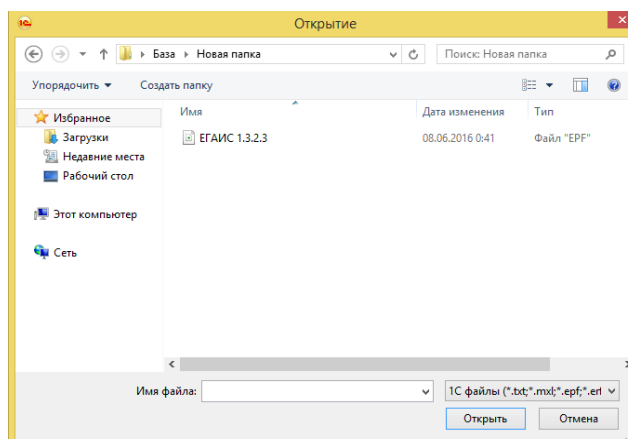 1С Открытие
База Новая папка Поиск: Новая папка
Упорядочить Создать папку
Избранное Имя Дата изменения Тип
Загрузки ЕГАИС 1.3.2.3 08.06.2016 0:41 Файл "EPF"
Недавние места
Рабочий стол
Этот компьютер
Сеть
Имя файла: 1С файлы (*.txt;*.mxl;*.epf;*.erf
Открыть Отмена